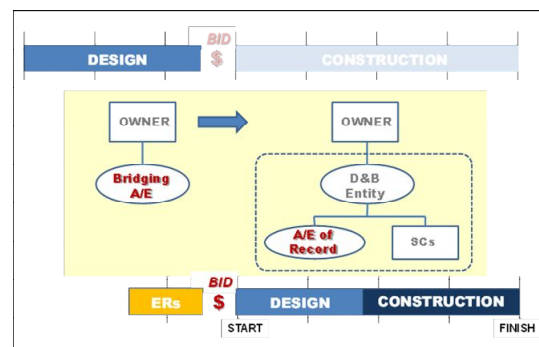 BID
$
DESIGN
CONSTRUCTION
OWNER
OWNER
Bridging
A/E
D&B
Entity
A/E of
Record
SCs
BID
$
ERs
DESIGN
CONSTRUCTION
START
FINISH